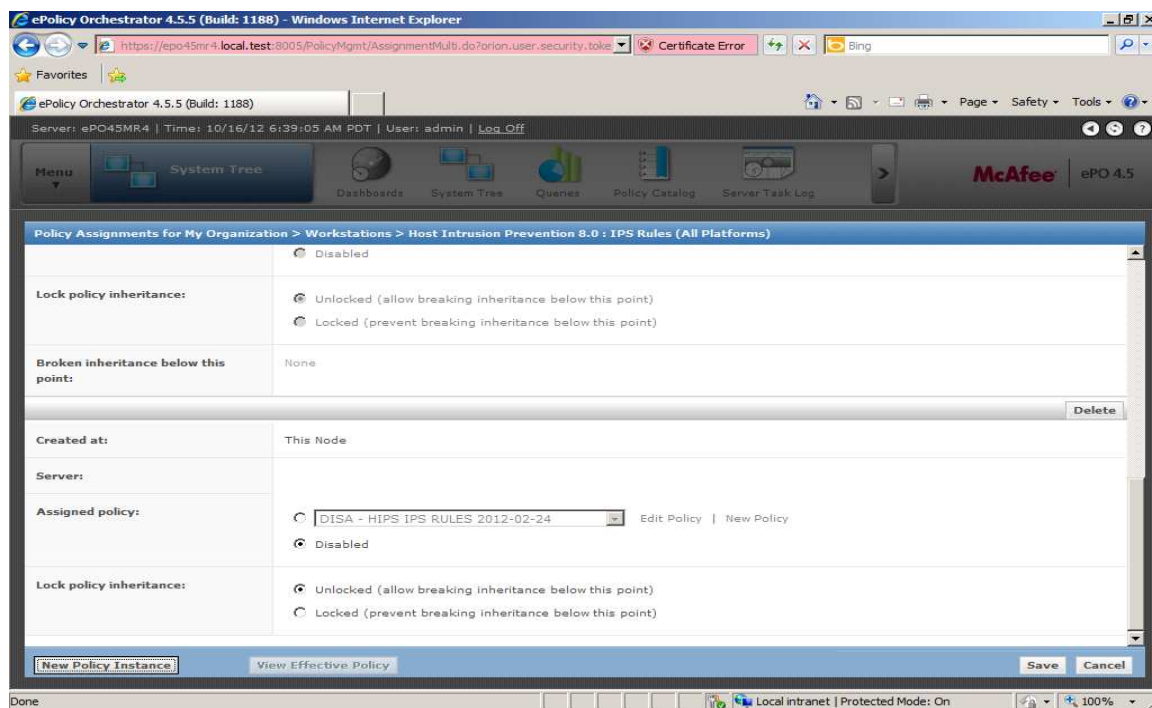 ePolicy Orchestrator 4.5.5 (Build: 1188) - Windows Internet Explorer
https://epo45mr4.local.test:8005/PolicyMgmt/AssignmentMulti.do?orion.user.security.toke
Certificate Error
Bing
Favorites
ePolicy Orchestrator 4.5.5 (Build: 1188)
Page
Safety
Tools
Server: ePO45MR4 | Time: 10/16/12 6:39:05 AM PDT | User: admin | Log Off
Menu
System Tree
Dashboards
System Tree
Queries
Policy Catalog
Server Task Log
McAfee
ePO 4.5
Policy Assignments for My Organization > Workstations > Host Intrusion Prevention 8.0 : IPS Rules (All Platforms)
Disabled
Lock policy inheritance:
Unlocked (allow breaking inheritance below this point)
Locked (prevent breaking inheritance below this point)
Broken inheritance below this
point:
None
Delete
Created at:
This Node
Server:
Assigned policy:
DISA - HIPS IPS RULES 2012-02-24
Edit Policy | New Policy
Disabled
Lock policy inheritance:
Unlocked (allow breaking inheritance below this point)
Locked (prevent breaking inheritance below this point)
New Policy Instance
View Effective Policy
Save
Cancel
Done
Local intranet | Protected Mode: On
100%